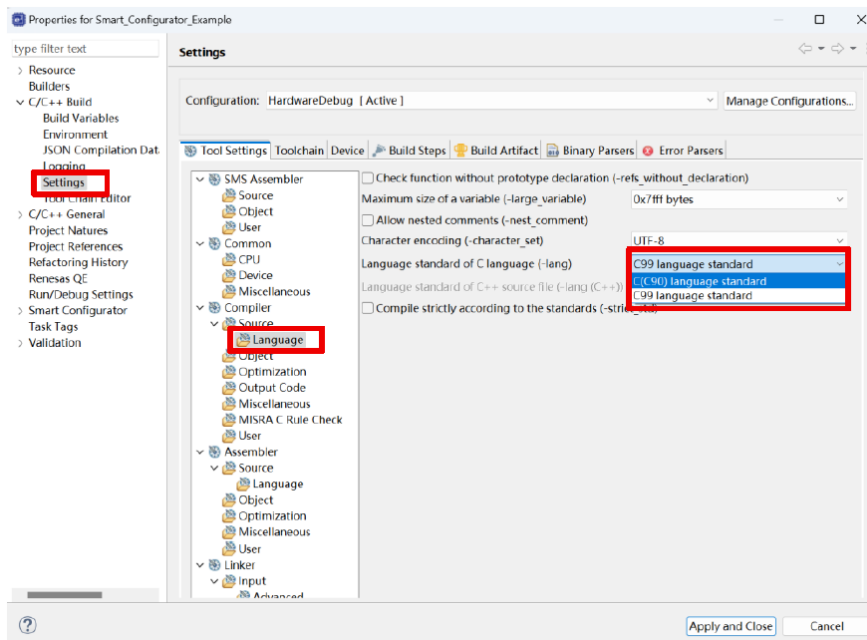 Properties for Smart_Configurator_Example
type filter text
Settings
Resource
Builders
C/C++ Build
Build Variables
Environment
JSON Compilation Dat
Logging
Settings
Tool Chain Editor
C/C++ General
Project Natures
Project References
Refactoring History
Renesas QE
Run/Debug Settings
Smart Configurator
Task Tags
Validation
Configuration: HardwareDebug [ Active ]
Manage Configurations...
Tool Settings Toolchain Device Build Steps Build Artifact Binary Parsers Error Parsers
SMS Assembler
Source
Object
User
Common
CPU
Device
Miscellaneous
Compiler
Source
Language
Object
Optimization
Output Code
Miscellaneous
MISRA C Rule Check
User
Assembler
Source
Language
Object
Optimization
Miscellaneous
User
Linker
Input
Advanced
Check function without prototype declaration (-refs_without_declaration)
Maximum size of a variable (-large_variable) 0x7fff bytes
Allow nested comments (-nest_comment)
Character encoding (-character_set) UTF-8
Language standard of C language (-lang) C99 language standard
C(C90) language standard
Language standard of C++ source file (-lang (C++)) C99 language standard
Compile strictly according to the standards (-strict_std)
Apply and Close
Cancel